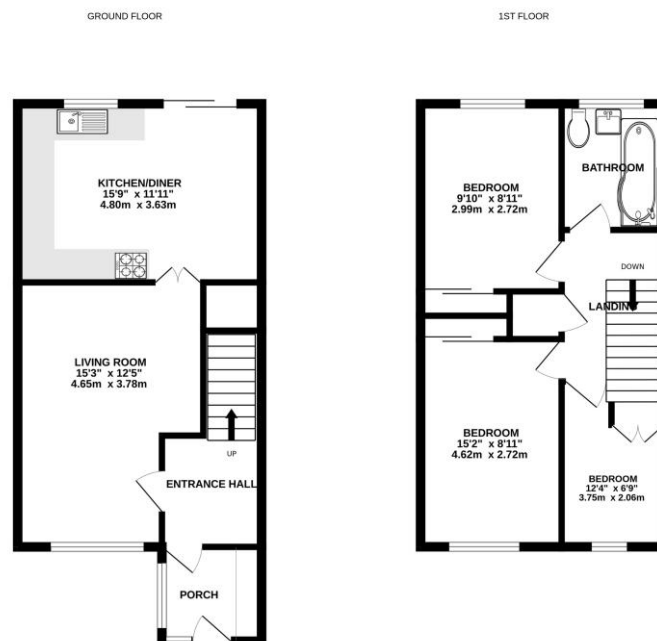 GROUND FLOOR
1ST FLOOR
KITCHEN/DINER
15'9" x 11'11"
4.80m x 3.63m
LIVING ROOM
15'3" x 12'5"
4.65m x 3.78m
UP
ENTRANCE HALL
PORCH
BEDROOM
9'10" x 8'11"
2.99m x 2.72m
BATHROOM
DOWN
LANDING
BEDROOM
15'2" x 8'11"
4.62m x 2.72m
BEDROOM
12'4" x 6'9"
3.75m x 2.06m